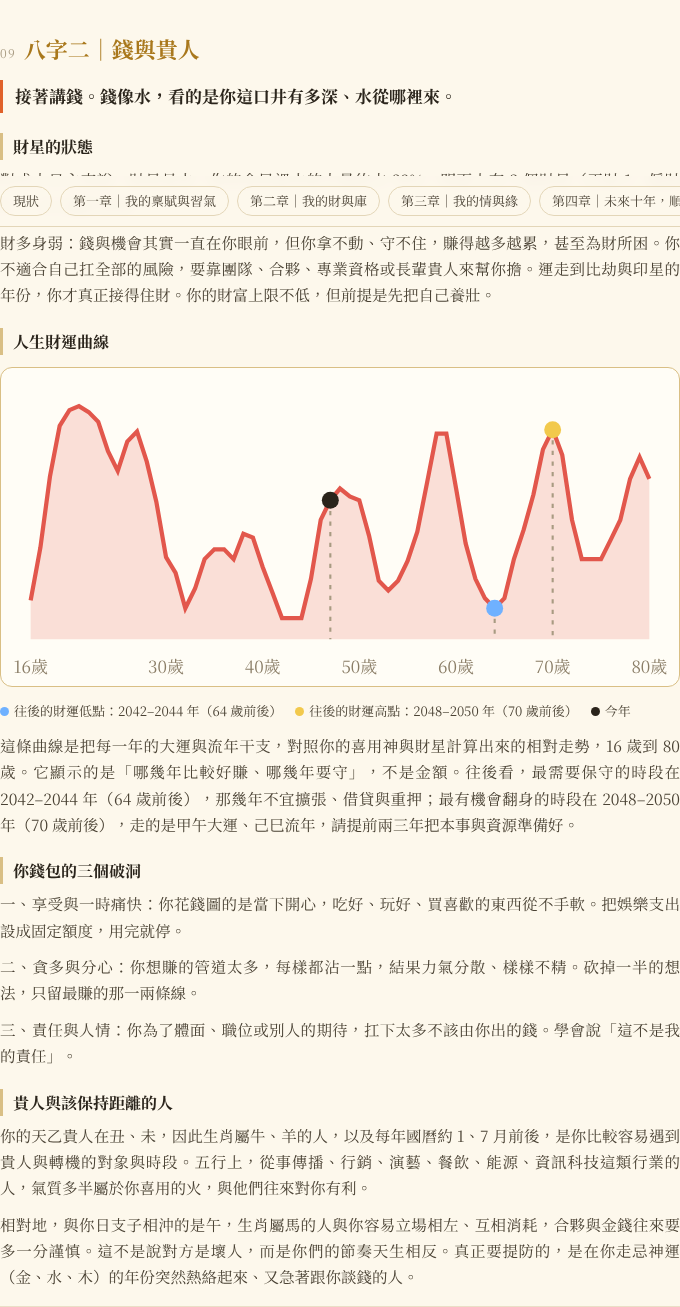 09 八字二｜錢與貴人
接著講錢。錢像水，看的是你這口井有多深、水從哪裡來。
財星的狀態
現狀 第一章｜我的稟賦與習氣 第二章｜我的財與庫 第三章｜我的情與緣 第四章｜未來十年，順
財多身弱：錢與機會其實一直在你眼前，但你拿不動、守不住，賺得越多越累，甚至為財所困。你
不適合自己扛全部的風險，要靠團隊、合夥、專業資格或長輩貴人來幫你擔。運走到比劫與印星的
年份，你才真正接得住財。你的財富上限不低，但前提是先把自己養壯。
人生財運曲線
16歲 30歲 40歲 50歲 60歲 70歲 80歲
往後的財運低點：2042–2044 年（64 歲前後） 往後的財運高點：2048–2050 年（70 歲前後） 今年
這條曲線是把每一年的大運與流年干支，對照你的喜用神與財星計算出來的相對走勢，16 歲到 80
歲。它顯示的是「哪幾年比較好賺、哪幾年要守」，不是金額。往後看，最需要保守的時段在
2042–2044 年（64 歲前後），那幾年不宜擴張、借貸與重押；最有機會翻身的時段在 2048–2050
年（70 歲前後），走的是甲午大運、己巳流年，請提前兩三年把本事與資源準備好。
你錢包的三個破洞
一、享受與一時痛快：你花錢圖的是當下開心，吃好、玩好、買喜歡的東西從不手軟。把娛樂支出
設成固定額度，用完就停。
二、貪多與分心：你想賺的管道太多，每樣都沾一點，結果力氣分散、樣樣不精。砍掉一半的想
法，只留最賺的那一兩條線。
三、責任與人情：你為了體面、職位或別人的期待，扛下太多不該由你出的錢。學會說「這不是我
的責任」。
貴人與該保持距離的人
你的天乙貴人在丑、未，因此生肖屬牛、羊的人，以及每年國曆約 1、7 月前後，是你比較容易遇到
貴人與轉機的對象與時段。五行上，從事傳播、行銷、演藝、餐飲、能源、資訊科技這類行業的
人，氣質多半屬於你喜用的火，與他們往來對你有利。
相對地，與你日支子相沖的是午，生肖屬馬的人與你容易立場相左、互相消耗，合夥與金錢往來要
多一分謹慎。這不是說對方是壞人，而是你們的節奏天生相反。真正要提防的，是在你走忌神運
（金、水、木）的年份突然熱絡起來、又急著跟你談錢的人。